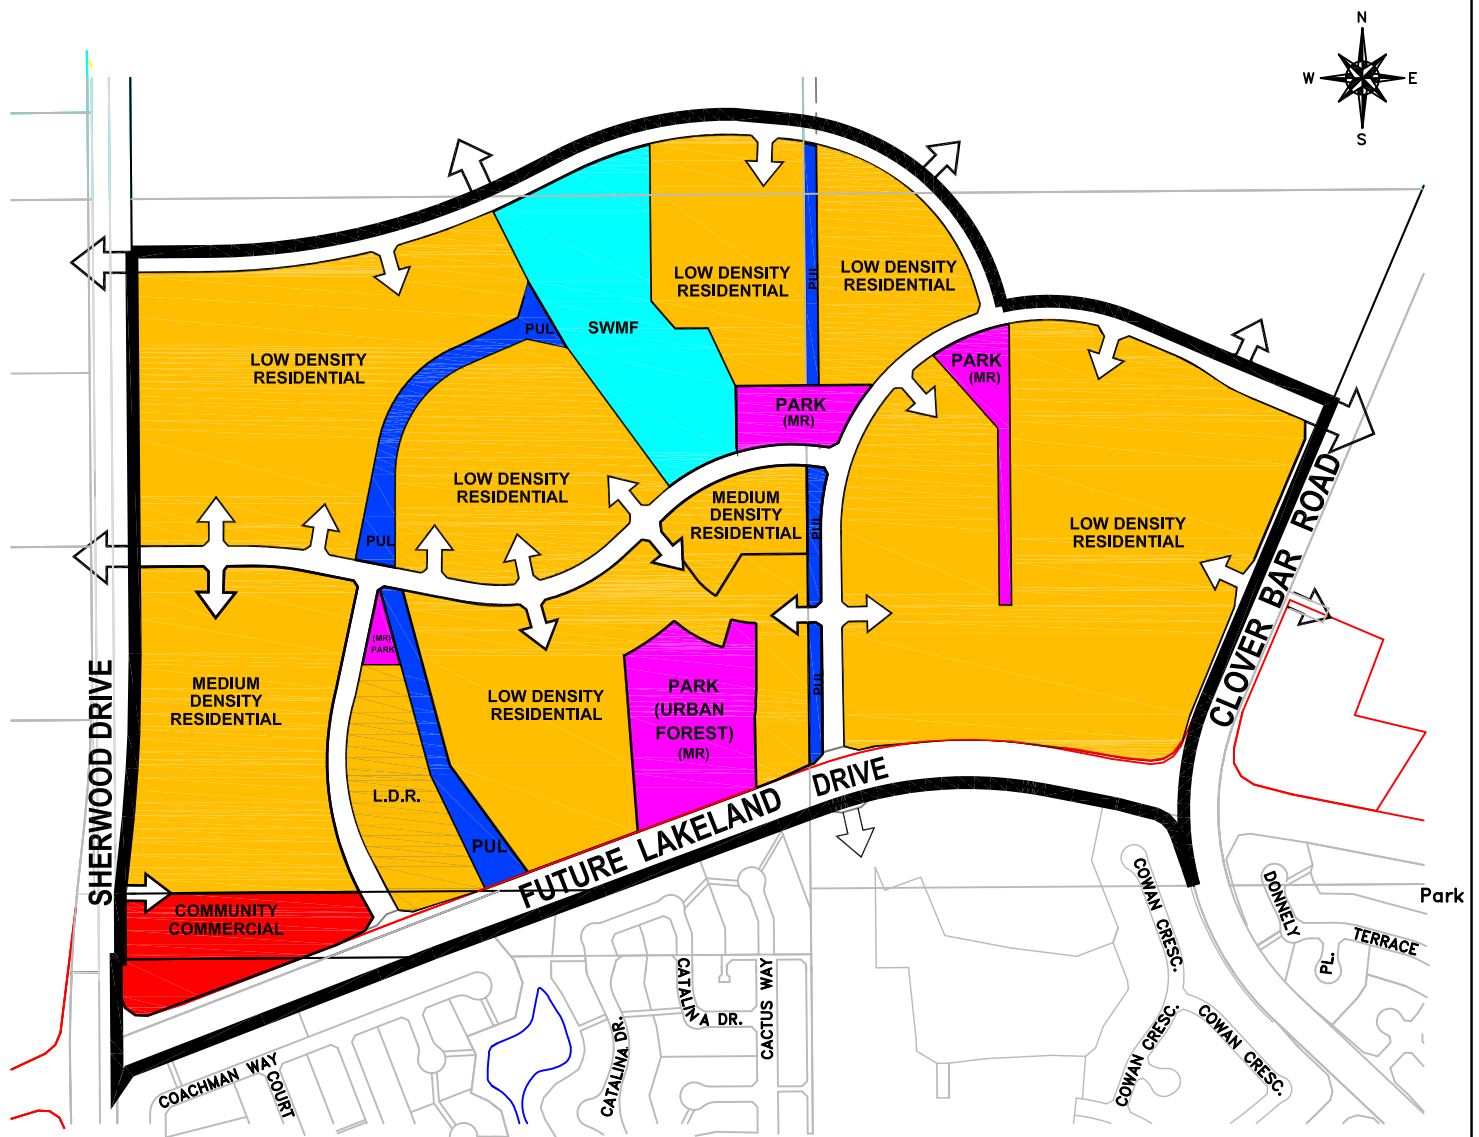 N
W E
S
LOW DENSITY
RESIDENTIAL
LOW DENSITY
RESIDENTIAL
PUL
PUL
SWMF
LOW DENSITY
RESIDENTIAL
PARK
(MR)
PARK
(MR)
LOW DENSITY
RESIDENTIAL
MEDIUM
DENSITY
RESIDENTIAL
LOW DENSITY
RESIDENTIAL
PUL
PUL
(MR)
PARK
MEDIUM
DENSITY
RESIDENTIAL
LOW DENSITY
RESIDENTIAL
PARK
(URBAN
FOREST)
(MR)
PUL
L.D.R.
PUL
COMMUNITY
COMMERCIAL
SHERWOOD DRIVE
FUTURE LAKELAND DRIVE
CLOVER BAR ROAD
COWAN CRESC.
COWAN CRESC.
COWAN CRESC.
DONNELY
PL.
TERRACE
Park
CATALINA DR.
CATALINA DR.
CACTUS WAY
COACHMAN WAY
COURT